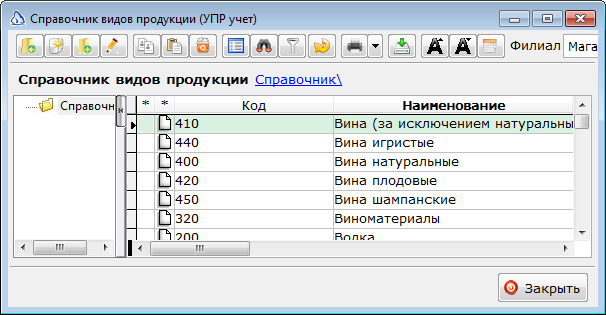 Справочник видов продукции (УПР учет)
Филиал Мага
Справочник видов продукции Справочник\
Справочн * * Код Наименование
410 Вина (за исключением натуральны
440 Вина игристые
400 Вина натуральные
420 Вина плодовые
450 Вина шампанские
320 Виноматериалы
200 Водка
Закрыть